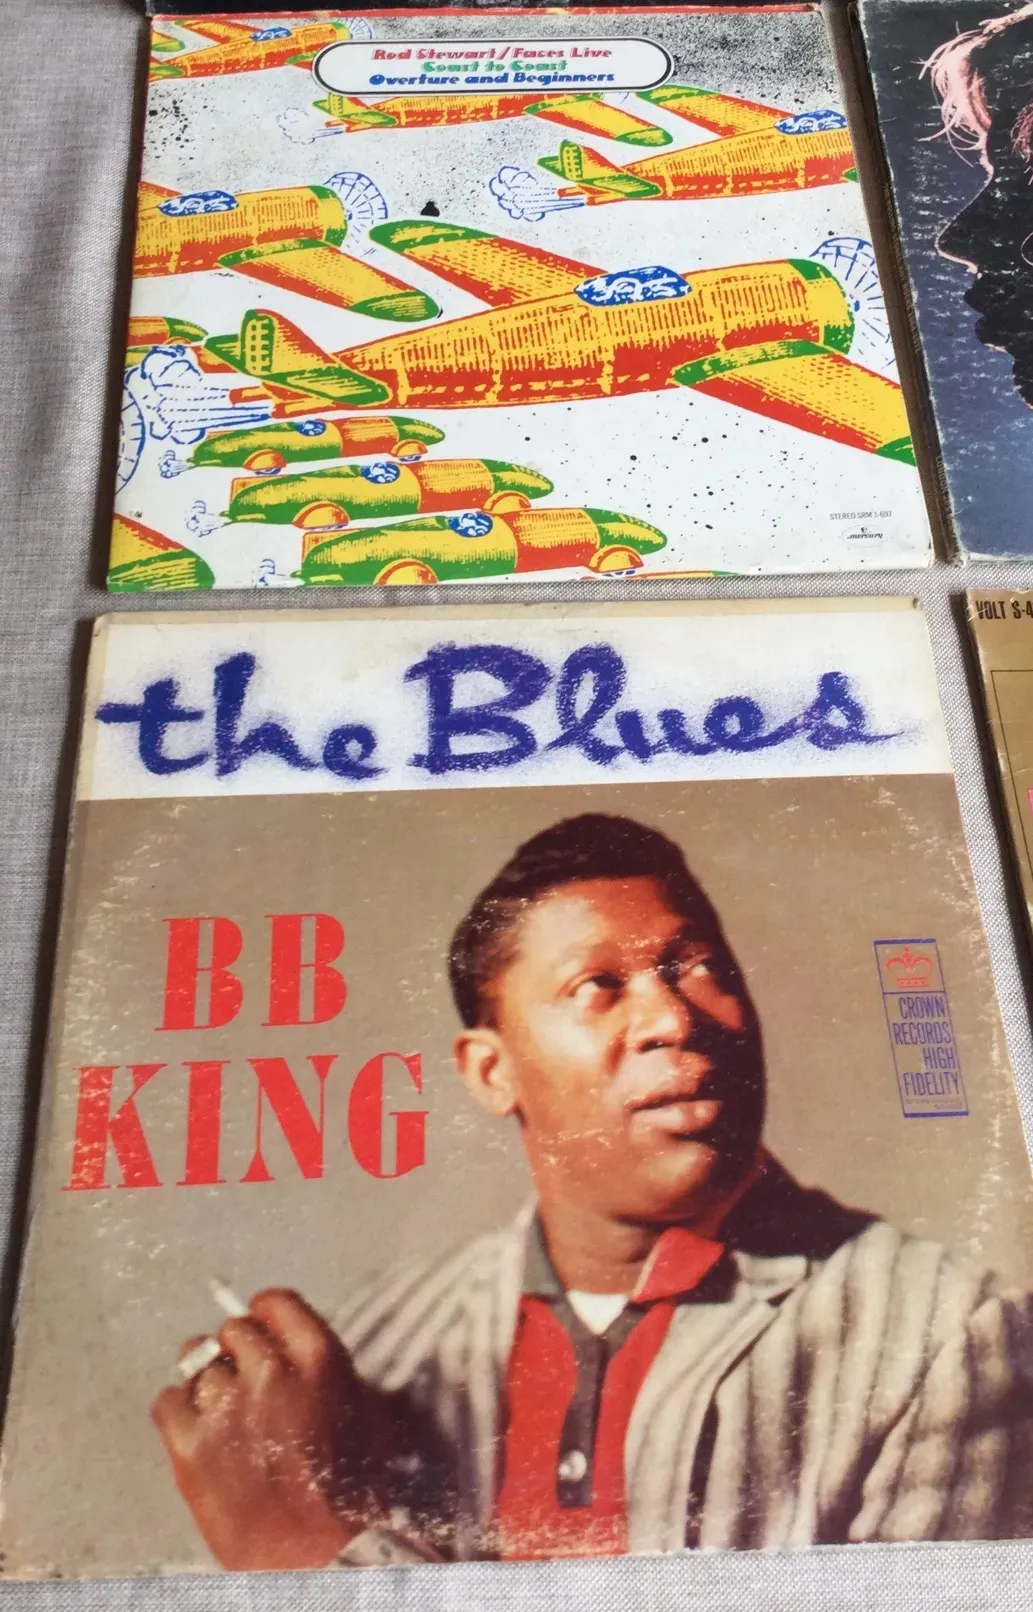 Rod Stewart/Faces Live
Coast to Coast
Overture and Beginners
STEREO SRM 1-697
mercury
VOLT S-4
the Blues
BB
KING
CROWN
RECORDS
HIGH
FIDELITY